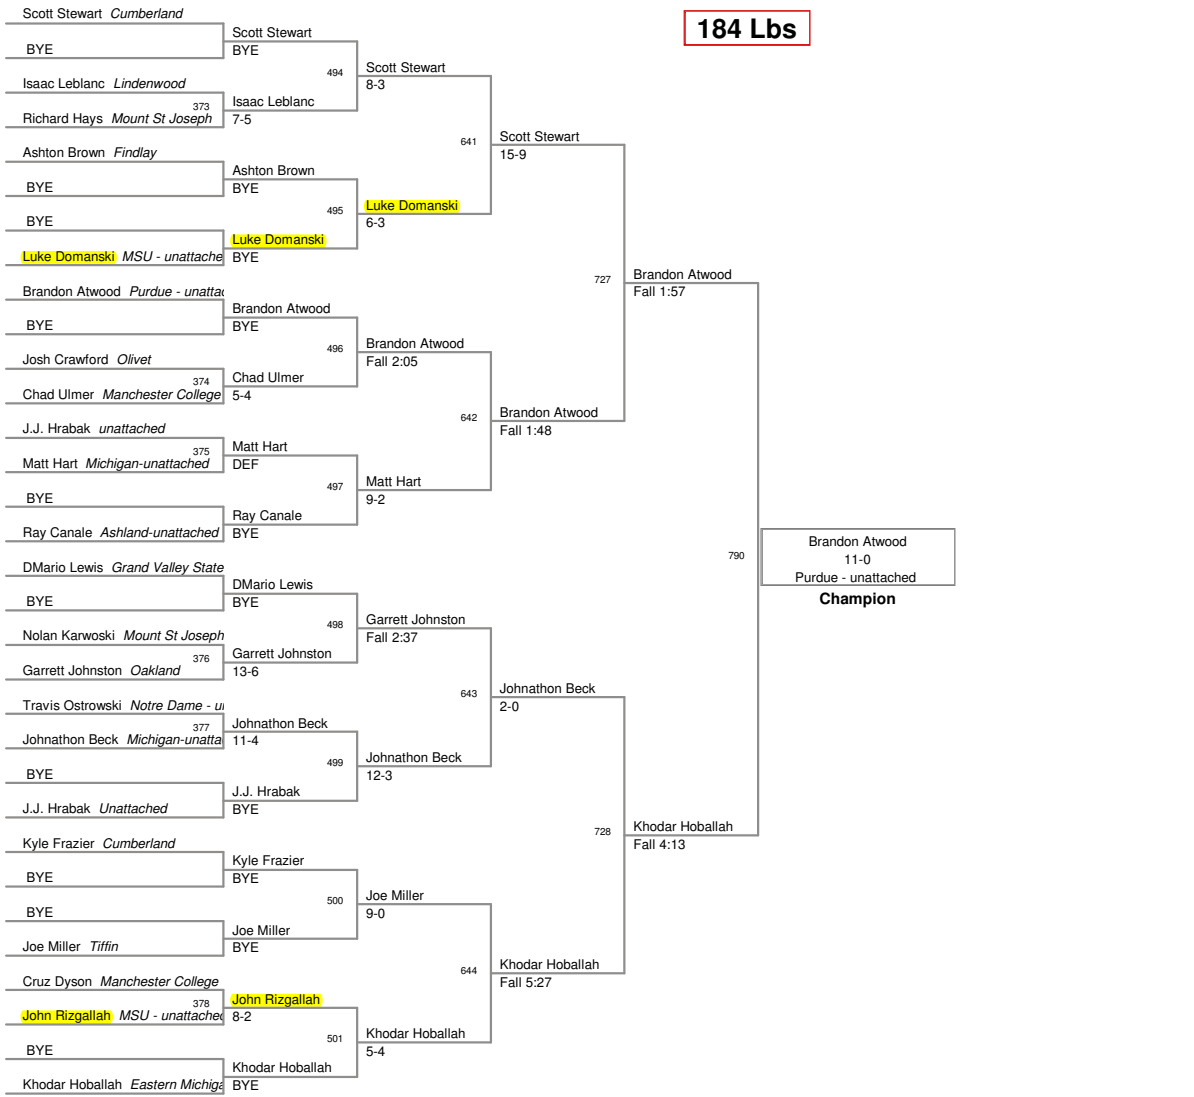 184 Lbs
Scott Stewart Cumberland
BYE
Isaac Leblanc Lindenwood
373
Richard Hays Mount St Joseph
Ashton Brown Findlay
BYE
BYE
Luke Domanski MSU - unattache
Brandon Atwood Purdue - unattac
BYE
Josh Crawford Olivet
374
Chad Ulmer Manchester College
J.J. Hrabak unattached
375
Matt Hart Michigan-unattached
BYE
Ray Canale Ashland-unattached
DMario Lewis Grand Valley State
BYE
Nolan Karwoski Mount St Joseph
376
Garrett Johnston Oakland
Travis Ostrowski Notre Dame - u
377
Johnathon Beck Michigan-unatta
BYE
J.J. Hrabak Unattached
Kyle Frazier Cumberland
BYE
BYE
Joe Miller Tiffin
Cruz Dyson Manchester College
378
John Rizgallah MSU - unattached
BYE
Khodar Hoballah Eastern Michiga
Scott Stewart
BYE
494
Isaac Leblanc
7-5
Ashton Brown
BYE
495
Luke Domanski
BYE
Brandon Atwood
BYE
496
Chad Ulmer
5-4
Matt Hart
DEF
497
Ray Canale
BYE
DMario Lewis
BYE
498
Garrett Johnston
13-6
Johnathon Beck
11-4
499
J.J. Hrabak
BYE
Kyle Frazier
BYE
500
Joe Miller
BYE
John Rizgallah
8-2
501
Khodar Hoballah
BYE
Scott Stewart
8-3
641
Luke Domanski
6-3
Brandon Atwood
Fall 2:05
642
Matt Hart
9-2
Garrett Johnston
Fall 2:37
643
Johnathon Beck
12-3
Joe Miller
9-0
644
Khodar Hoballah
5-4
Scott Stewart
15-9
727
Brandon Atwood
Fall 1:48
Johnathon Beck
2-0
728
Khodar Hoballah
Fall 5:27
Brandon Atwood
Fall 1:57
790
Khodar Hoballah
Fall 4:13
Brandon Atwood
11-0
Purdue - unattached
Champion